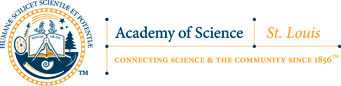 HUMANÆ SCILICET SCIENTIÆ ET POTENTIÆ
TM
Academy of Science St. Louis
CONNECTING SCIENCE & THE COMMUNITY SINCE 1856™